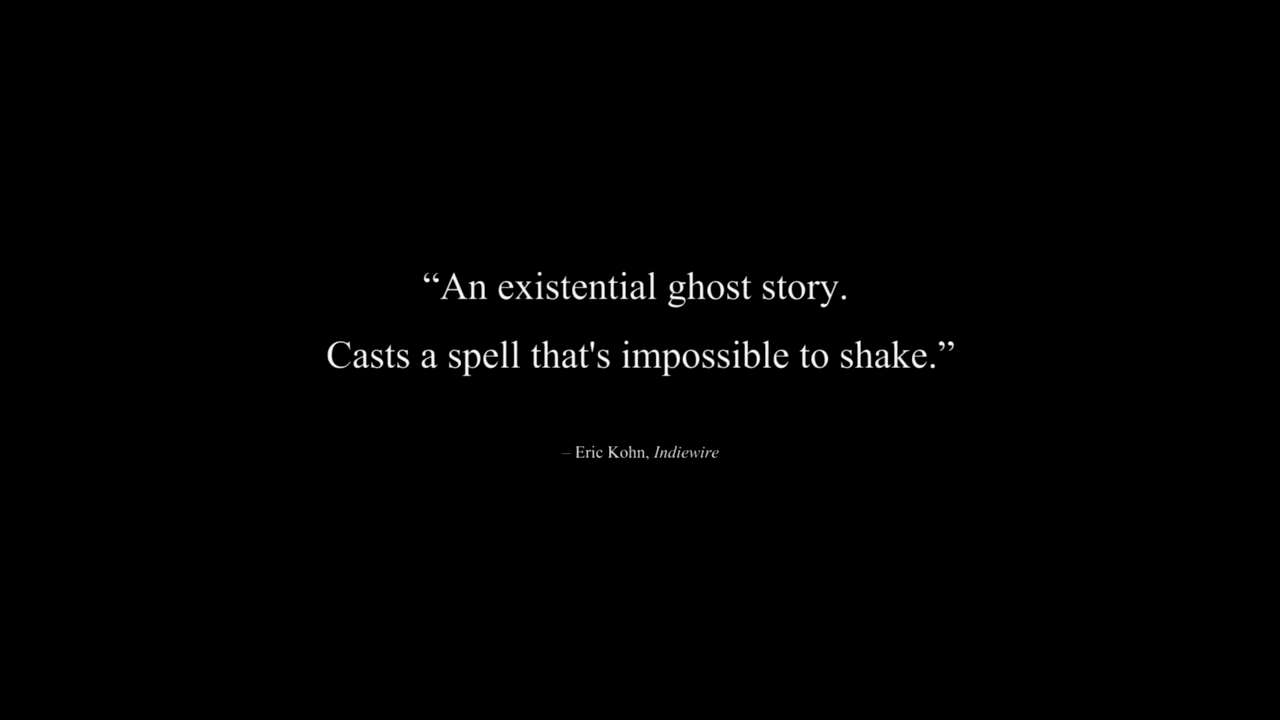 “An existential ghost story.
Casts a spell that's impossible to shake.”
– Eric Kohn, Indiewire